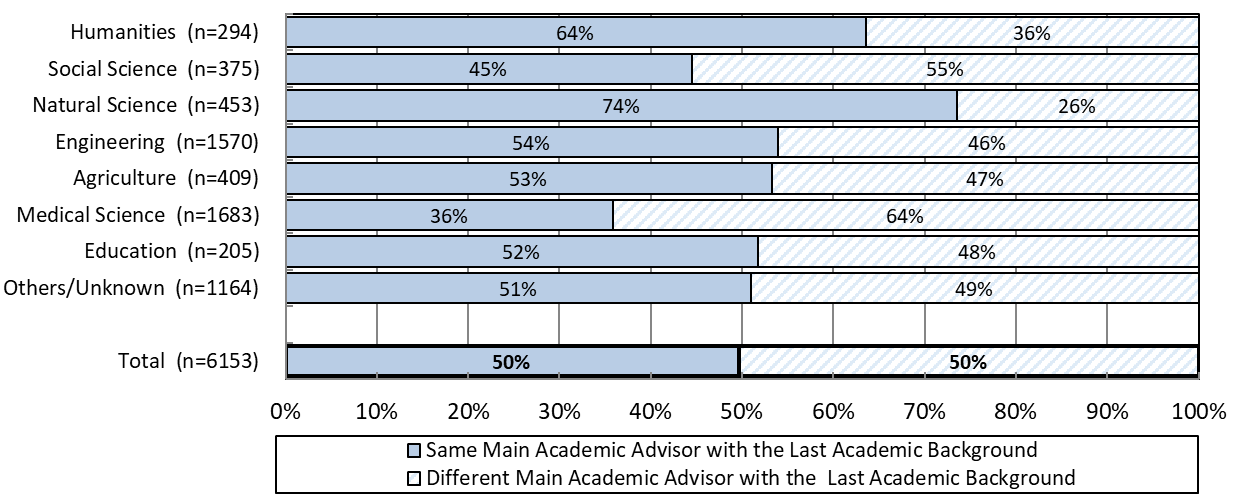 Humanities (n=294) 64% 36%
Social Science (n=375) 45% 55%
Natural Science (n=453) 74% 26%
Engineering (n=1570) 54% 46%
Agriculture (n=409) 53% 47%
Medical Science (n=1683) 36% 64%
Education (n=205) 52% 48%
Others/Unknown (n=1164) 51% 49%
Total (n=6153) 50% 50%
0% 10% 20% 30% 40% 50% 60% 70% 80% 90% 100%
Same Main Academic Advisor with the Last Academic Background
Different Main Academic Advisor with the Last Academic Background